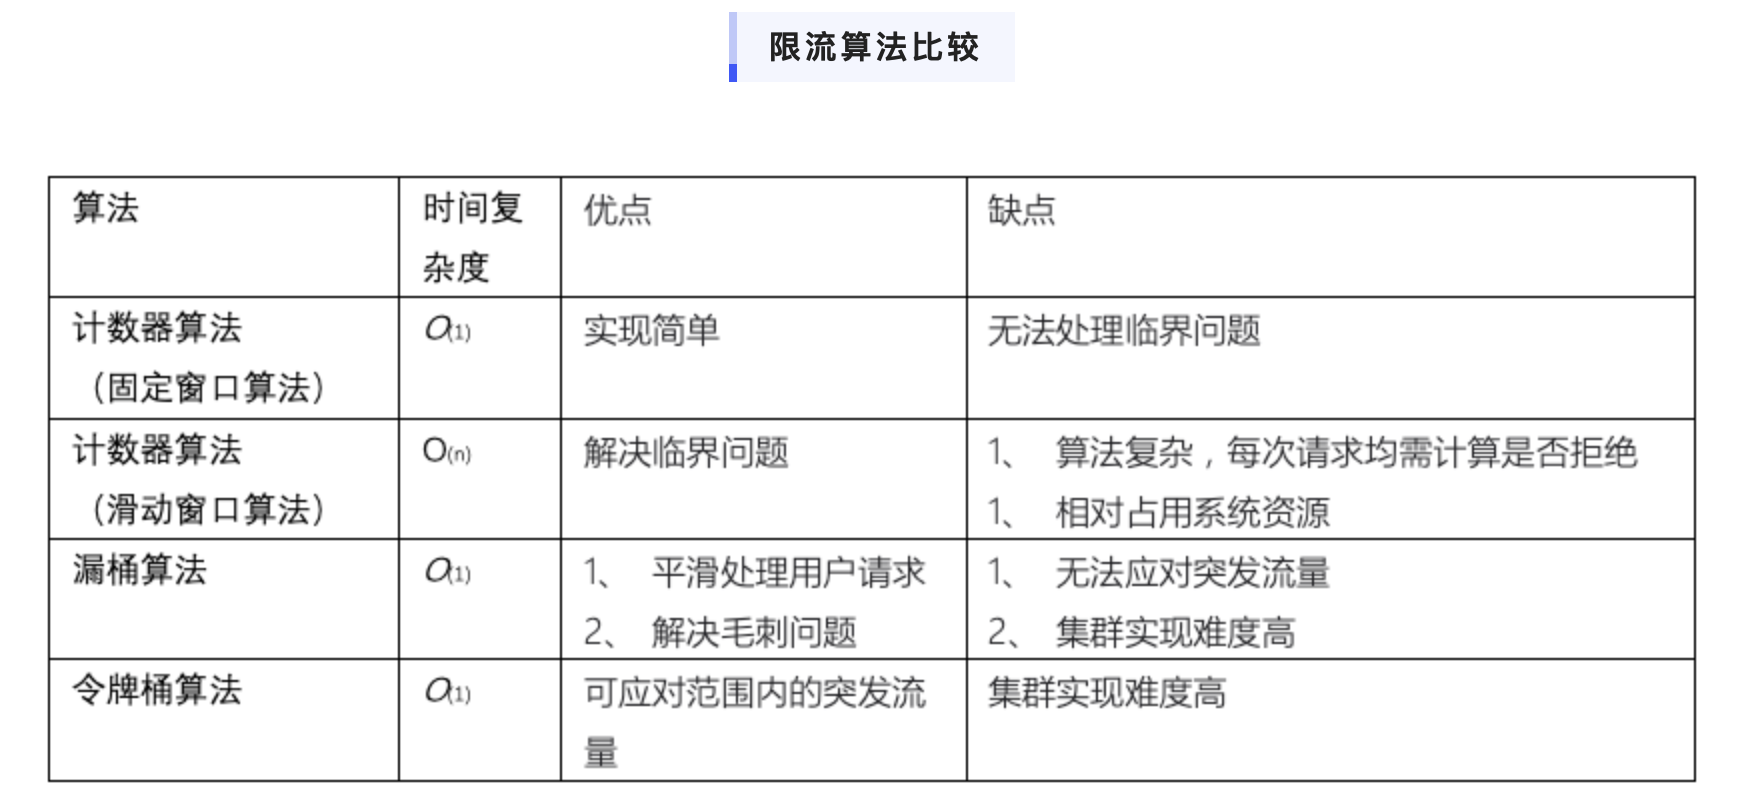 限流算法比较
算法
时间复
杂度
优点
缺点
计数器算法
（固定窗口算法）
O(1)
实现简单
无法处理临界问题
计数器算法
（滑动窗口算法）
O(n)
解决临界问题
1、 算法复杂，每次请求均需计算是否拒绝
1、 相对占用系统资源
漏桶算法
O(1)
1、 平滑处理用户请求
2、 解决毛刺问题
1、 无法应对突发流量
2、 集群实现难度高
令牌桶算法
O(1)
可应对范围内的突发流
量
集群实现难度高